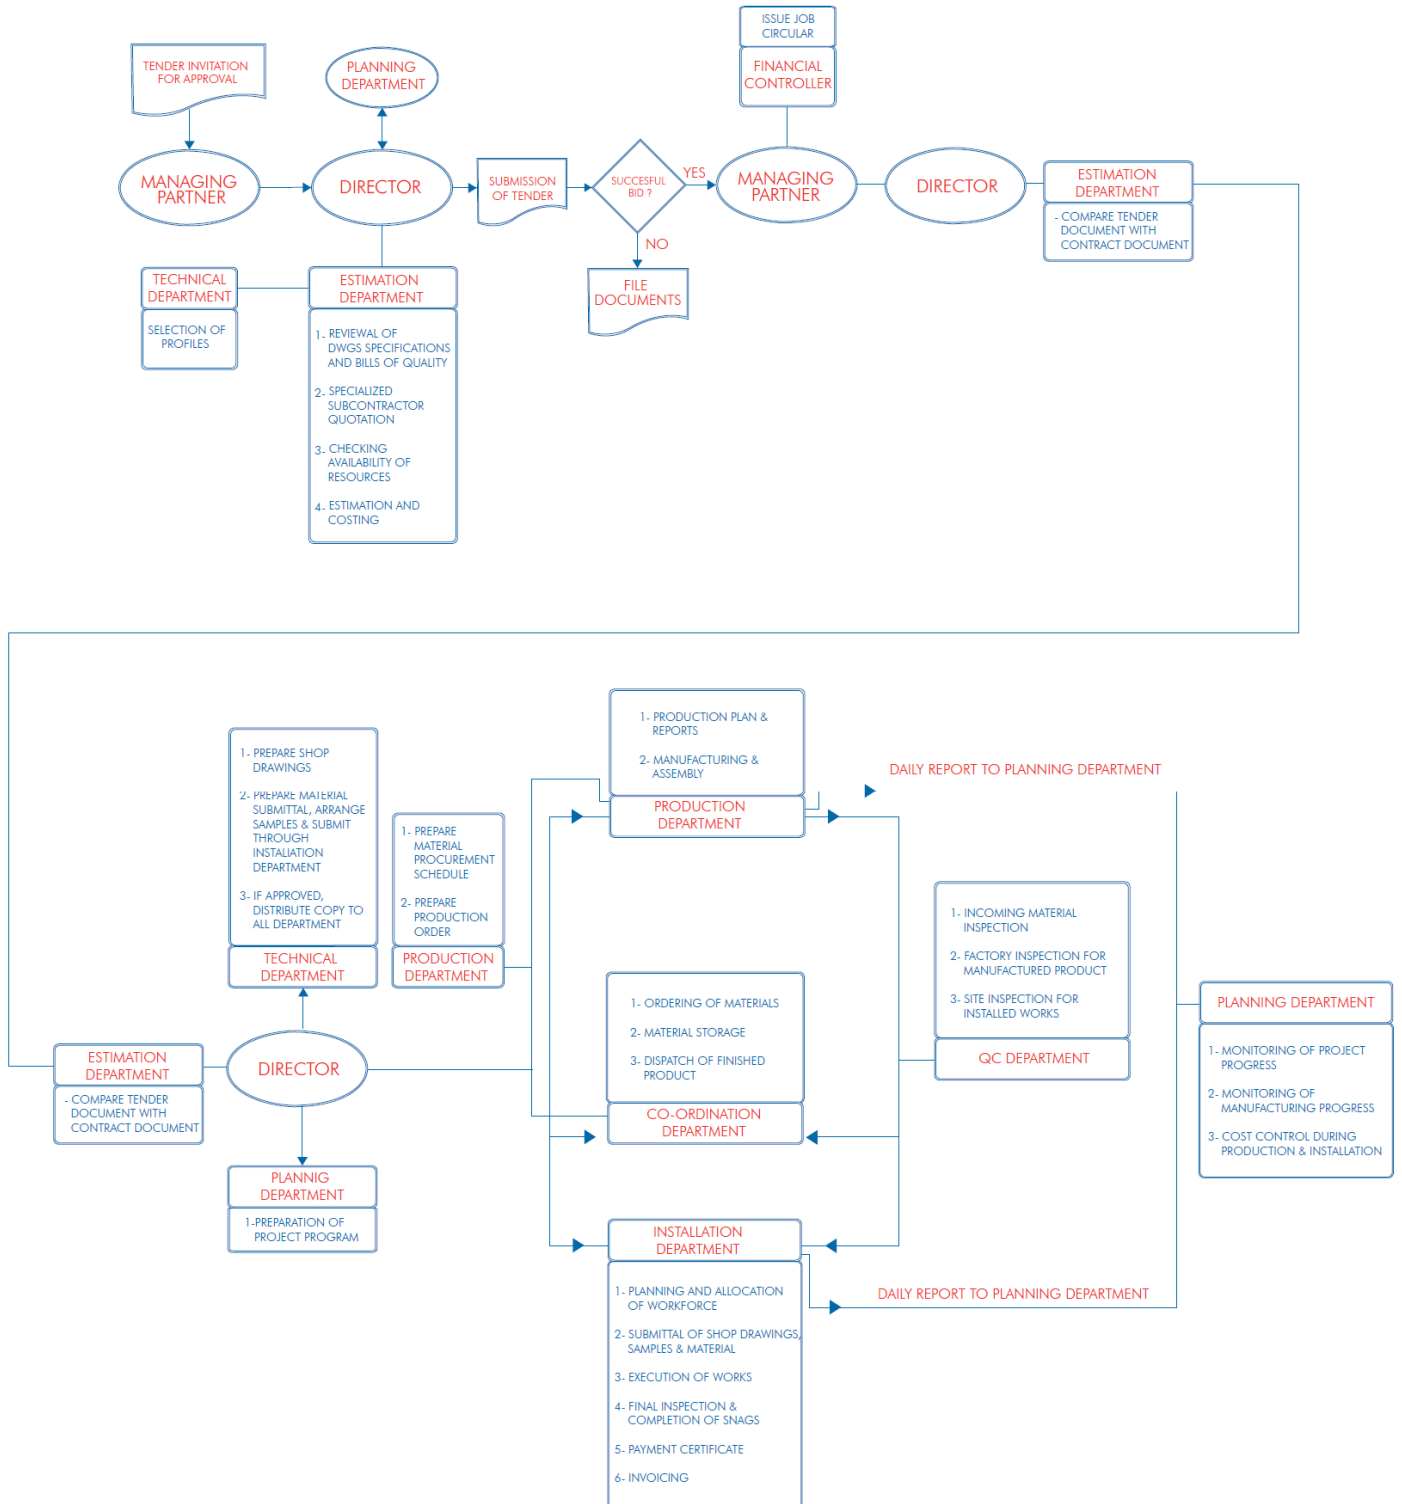 ISSUE JOB
CIRCULAR
FINANCIAL
CONTROLLER
TENDER INVITATION
FOR APPROVAL
PLANNING
DEPARTMENT
MANAGING
PARTNER
DIRECTOR
SUBMISSION
OF TENDER
SUCCESFUL
BID ?
YES
NO
FILE
DOCUMENTS
MANAGING
PARTNER
DIRECTOR
ESTIMATION
DEPARTMENT
- COMPARE TENDER
DOCUMENT WITH
CONTRACT DOCUMENT
TECHNICAL
DEPARTMENT
SELECTION OF
PROFILES
ESTIMATION
DEPARTMENT
1- REVIEWAL OF
DWGS SPECIFICATIONS
AND BILLS OF QUALITY
2- SPECIALIZED
SUBCONTRACTOR
QUOTATION
3- CHECKING
AVAILABILITY OF
RESOURCES
4- ESTIMATION AND
COSTING
1- PREPARE SHOP
DRAWINGS
2- PREPARE MATERIAL
SUBMITTAL, ARRANGE
SAMPLES & SUBMIT
THROUGH
INSTALIATION
DEPARTMENT
3- IF APPROVED,
DISTRIBUTE COPY TO
ALL DEPARTMENT
TECHNICAL
DEPARTMENT
1- PREPARE
MATERIAL
PROCUREMENT
SCHEDULE
2- PREPARE
PRODUCTION
ORDER
PRODUCTION
DEPARTMENT
1- PRODUCTION PLAN &
REPORTS
2- MANUFACTURING &
ASSEMBLY
PRODUCTION
DEPARTMENT
DAILY REPORT TO PLANNING DEPARTMENT
1- INCOMING MATERIAL
INSPECTION
2- FACTORY INSPECTION FOR
MANUFACTURED PRODUCT
3- SITE INSPECTION FOR
INSTALLED WORKS
QC DEPARTMENT
PLANNING DEPARTMENT
1- MONITORING OF PROJECT
PROGRESS
2- MONITORING OF
MANUFACTURING PROGRESS
3- COST CONTROL DURING
PRODUCTION & INSTALLATION
1- ORDERING OF MATERIALS
2- MATERIAL STORAGE
3- DISPATCH OF FINISHED
PRODUCT
CO-ORDINATION
DEPARTMENT
ESTIMATION
DEPARTMENT
- COMPARE TENDER
DOCUMENT WITH
CONTRACT DOCUMENT
DIRECTOR
PLANNIG
DEPARTMENT
1-PREPARATION OF
PROJECT PROGRAM
INSTALLATION
DEPARTMENT
1- PLANNING AND ALLOCATION
OF WORKFORCE
2- SUBMITTAL OF SHOP DRAWINGS,
SAMPLES & MATERIAL
3- EXECUTION OF WORKS
4- FINAL INSPECTION &
COMPLETION OF SNAGS
5- PAYMENT CERTIFICATE
6- INVOICING
DAILY REPORT TO PLANNING DEPARTMENT